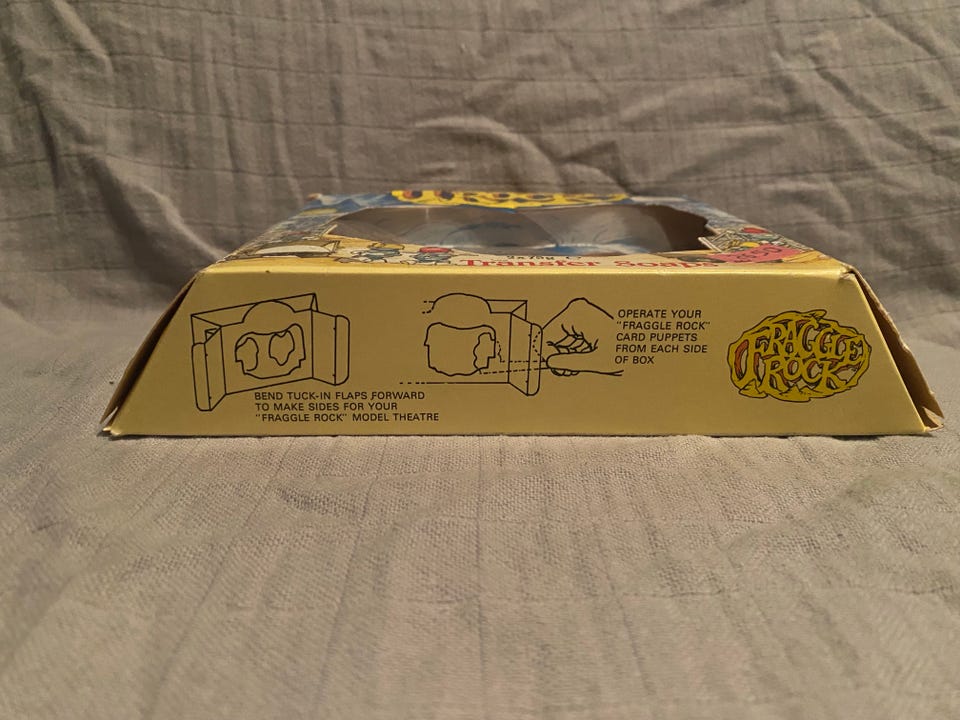 ROCK
Transfer Soaps
BEND TUCK-IN FLAPS FORWARD
TO MAKE SIDES FOR YOUR
"FRAGGLE ROCK" MODEL THEATRE
OPERATE YOUR
"FRAGGLE ROCK"
CARD PUPPETS
FROM EACH SIDE
OF BOX
FRAGGLE
ROCK